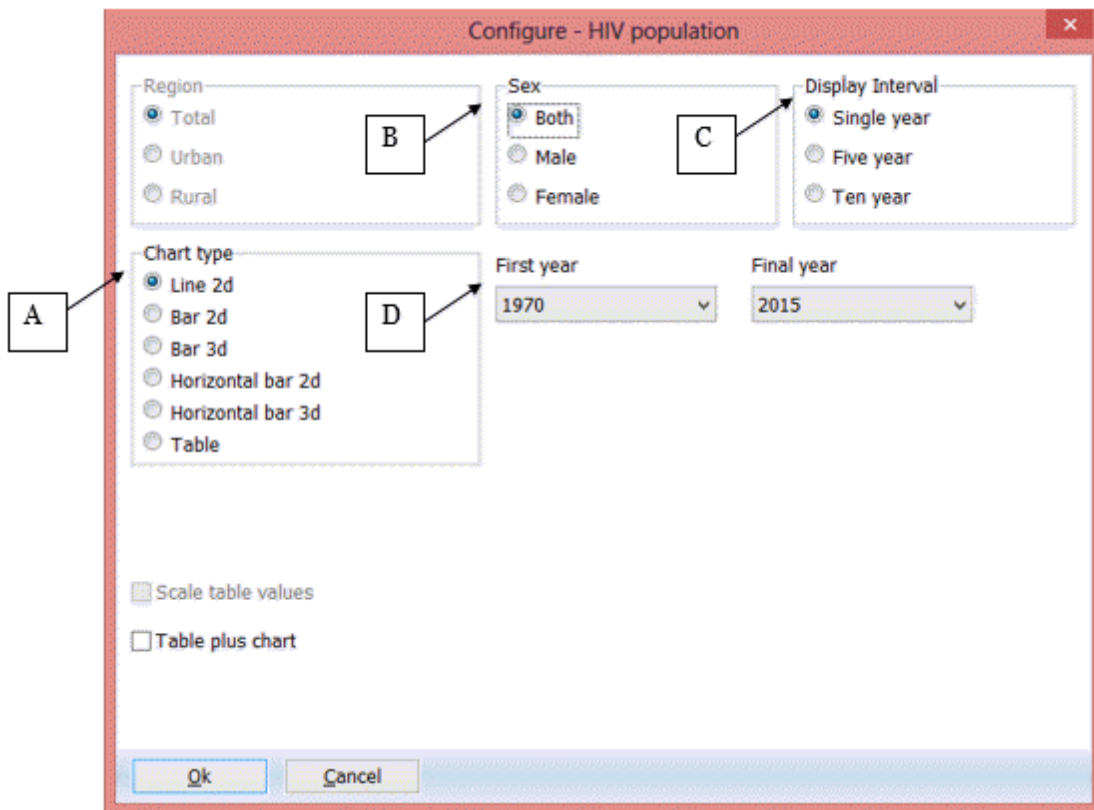 Configure - HIV population
Region
Total
Urban
Rural
B
Sex
Both
Male
Female
C
Display Interval
Single year
Five year
Ten year
A
Chart type
Line 2d
Bar 2d
Bar 3d
Horizontal bar 2d
Horizontal bar 3d
Table
D
First year
1970
Final year
2015
Scale table values
Table plus chart
Ok
Cancel